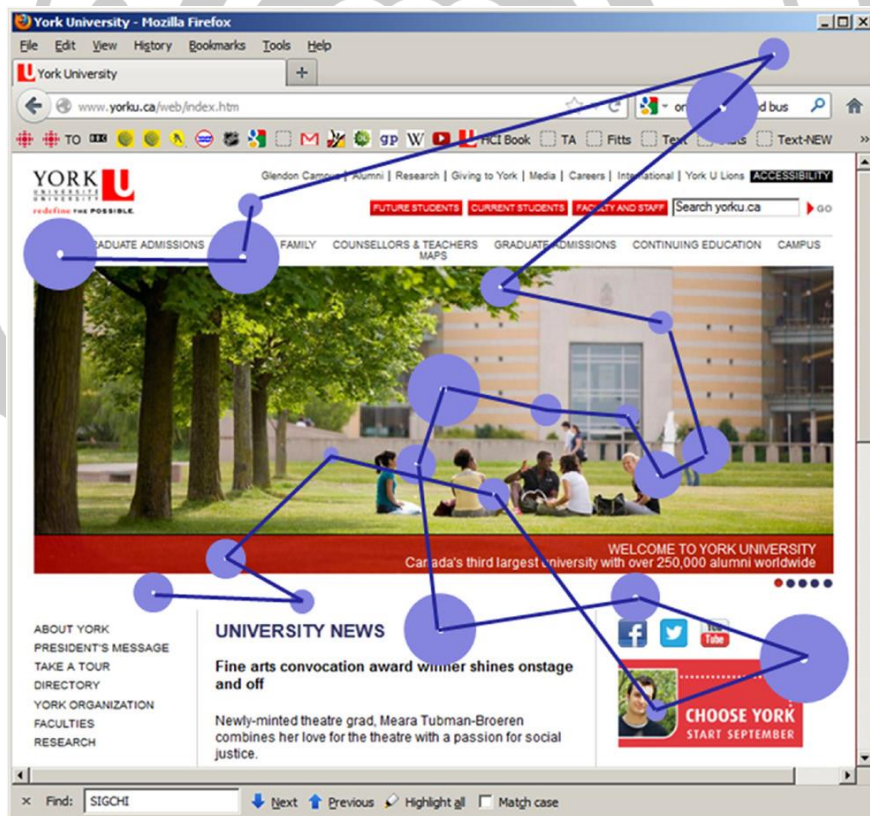 York University - Mozilla Firefox
File Edit View History Bookmarks Tools Help
York University +
www.yorku.ca/web/index.htm bus
TO gp W HCI Book TA Fitts Text Text-NEW »
YORK U
UNIVERSITÉ
UNIVERSITY
redefine THE POSSIBLE.
Glendon Campus | Alumni | Research | Giving to York | Media | Careers | International | York U Lions ACCESSIBILITY
FUTURE STUDENTS CURRENT STUDENTS FACULTY AND STAFF Search yorku.ca GO
GRADUATE ADMISSIONS FAMILY COUNSELLORS & TEACHERS GRADUATE ADMISSIONS CONTINUING EDUCATION CAMPUS
MAPS
WELCOME TO YORK UNIVERSITY
Canada's third largest university with over 250,000 alumni worldwide
ABOUT YORK
PRESIDENT'S MESSAGE
TAKE A TOUR
DIRECTORY
YORK ORGANIZATION
FACULTIES
RESEARCH
UNIVERSITY NEWS
Fine arts convocation award winner shines onstage
and off
Newly-minted theatre grad, Meara Tubman-Broeren
combines her love for the theatre with a passion for social
justice.
f You
Tube
CHOOSE YORK
START SEPTEMBER
× Find: SIGCHI Next Previous Highlight all Match case